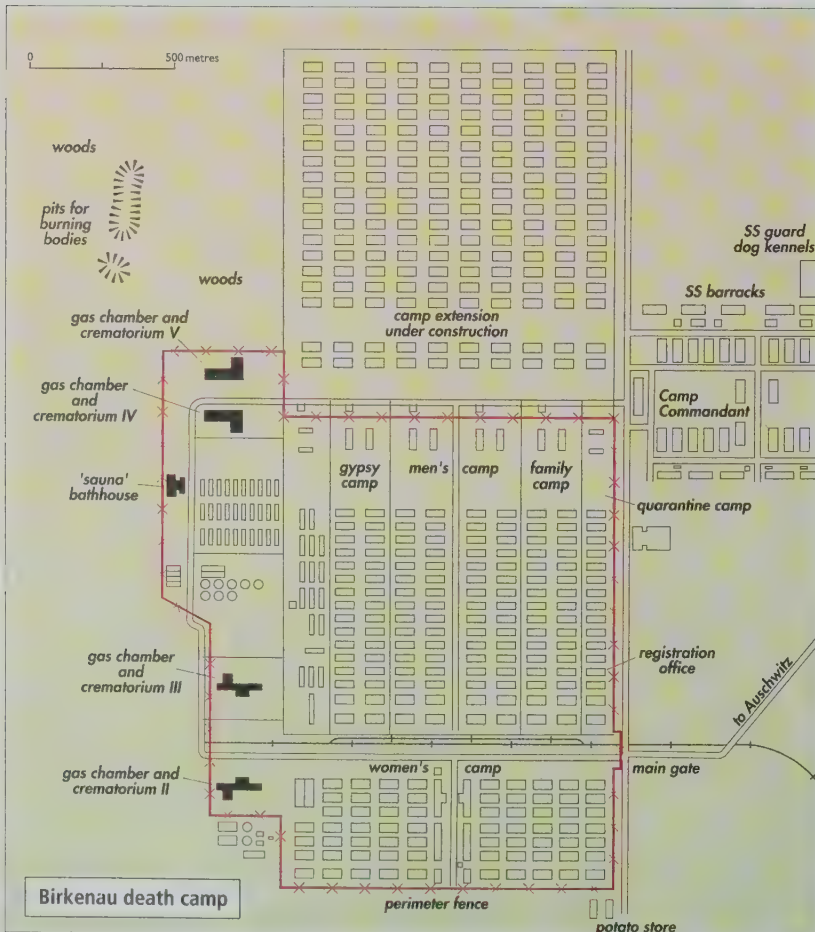 0 500 metres
woods
pits for
burning
bodies
woods
SS guard
dog kennels
SS barracks
gas chamber and
crematorium V
camp extension
under construction
gas chamber
and
crematorium IV
Camp
Commandant
'sauna'
bathhouse
gypsy
camp
men's camp
family
camp
quarantine camp
gas chamber
and
crematorium III
registration
office
to Auschwitz
gas chamber and
crematorium II
women's camp
main gate
Birkenau death camp
perimeter fence
potato store